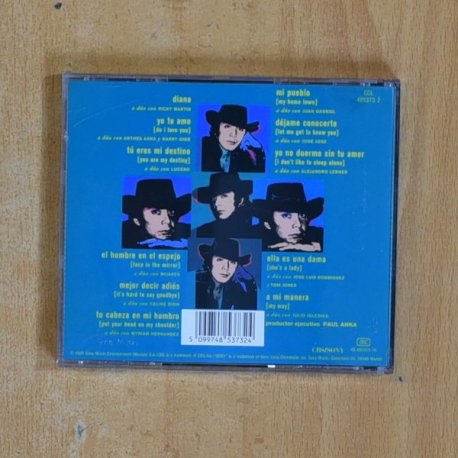 diana
a dúo con RICKY MARTIN
yo te amo
[do i love you]
a dúo con ANTHEA ANKA y BARRY GIBB
tú eres mi destino
[you are my destiny]
a dúo con LUCERO
el hombre en el espejo
[face in the mirror]
a dúo con MIJARES
mejor decir adiós
[it's hard to say goodbye]
a dúo con CELINE DION
tu cabeza en mi hombro
[put your head on my shoulder]
a dúo con MYRIAM HERNANDEZ
COL
485373 2
mi pueblo
[my home town]
a dúo con JUAN GABRIEL
déjame conocerte
[let me get to know you]
a dúo con JOSE JOSE
yo no duermo sin tu amor
[i don't like to sleep alone]
a dúo con ALEJANDRO LERNER
ella es una dama
[she's a lady]
a dúo con JOSE LUIS RODRIGUEZ
y TOM JONES
a mi manera
[my way]
a dúo con JULIO IGLESIAS
productor ejecutivo PAUL ANKA
5 099748 537324
CBS/SONY